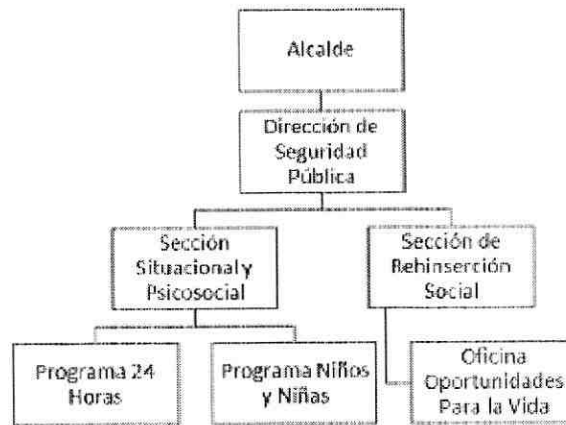 Alcalde
Dirección de
Seguridad
Pública
Sección
Situacional y
Psicosocial
Sección de
Rehinserción
Social
Programa 24
Horas
Programa Niños
y Niñas
Oficina
Oportunidades
Para la Vida